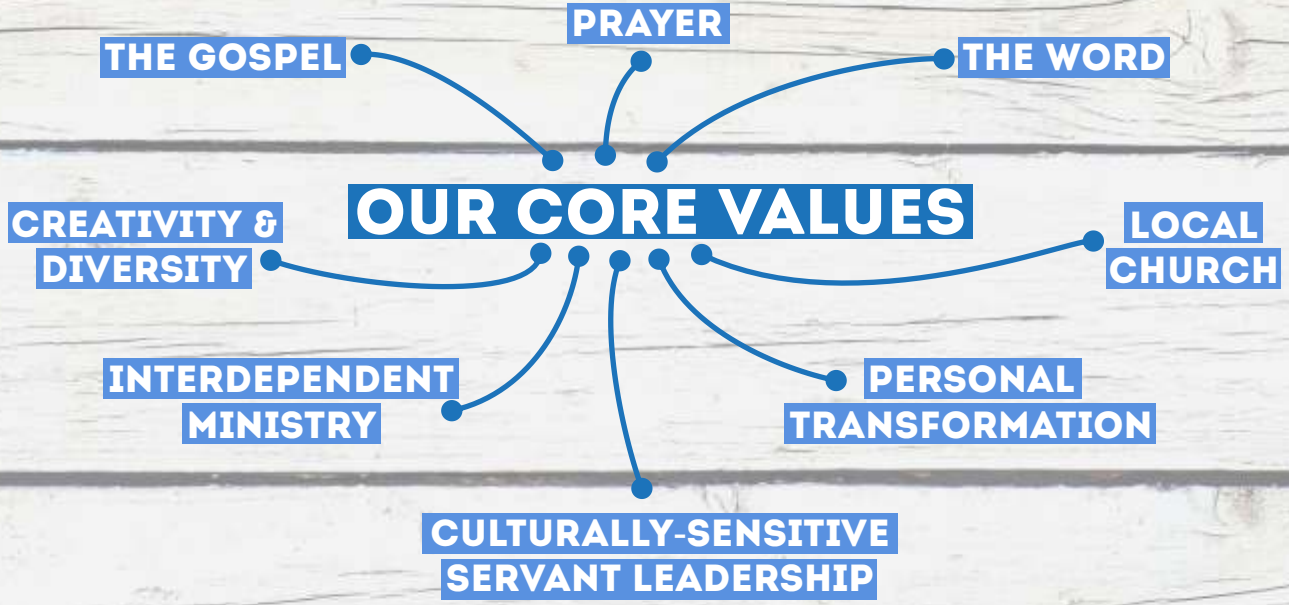 PRAYER
THE GOSPEL
THE WORD
OUR CORE VALUES
CREATIVITY &
DIVERSITY
LOCAL
CHURCH
INTERDEPENDENT
MINISTRY
PERSONAL
TRANSFORMATION
CULTURALLY-SENSITIVE
SERVANT LEADERSHIP